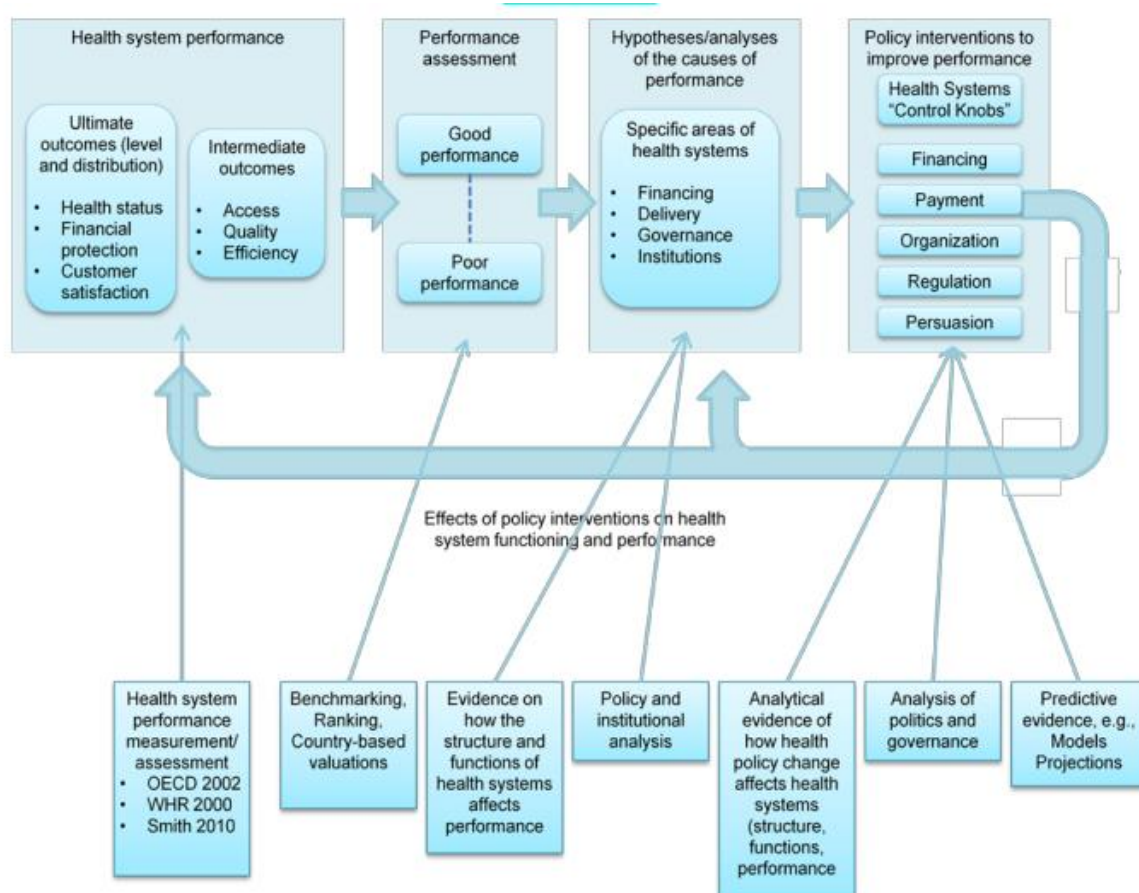 Health system performance
Ultimate
outcomes (level
and distribution)
• Health status
• Financial
protection
• Customer
satisfaction
Intermediate
outcomes
• Access
• Quality
• Efficiency
Performance
assessment
Good
performance
Poor
performance
Hypotheses/analyses
of the causes of
performance
Specific areas of
health systems
• Financing
• Delivery
• Governance
• Institutions
Policy interventions to
improve performance
Health Systems
“Control Knobs”
Financing
Payment
Organization
Regulation
Persuasion
Effects of policy interventions on health
system functioning and performance
Health system
performance
measurement/
assessment
• OECD 2002
• WHR 2000
• Smith 2010
Benchmarking,
Ranking,
Country-based
valuations
Evidence on
how the
structure and
functions of
health systems
affects
performance
Policy and
institutional
analysis
Analytical
evidence of
how health
policy change
affects health
systems
(structure,
functions,
performance
Analysis of
politics and
governance
Predictive
evidence, e.g.,
Models
Projections